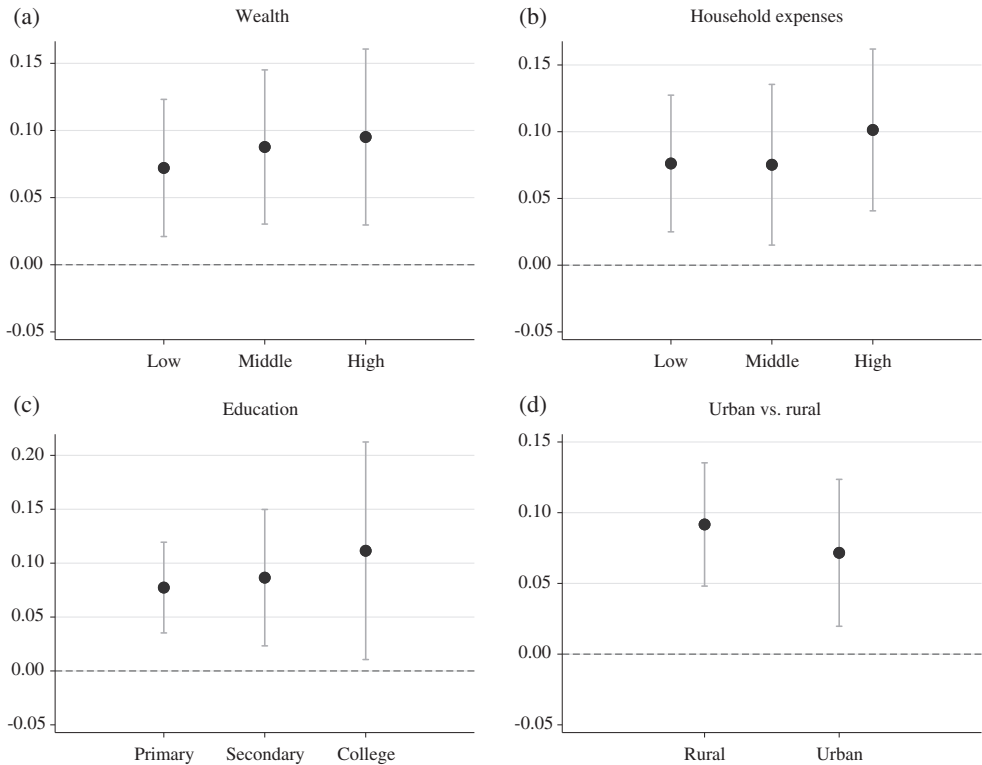 (a)
Wealth
0.15
0.10
0.05
0.00
-0.05
Low Middle High
(b)
Household expenses
0.15
0.10
0.05
0.00
-0.05
Low Middle High
(c)
Education
0.20
0.15
0.10
0.05
0.00
-0.05
Primary Secondary College
(d)
Urban vs. rural
0.15
0.10
0.05
0.00
-0.05
Rural Urban